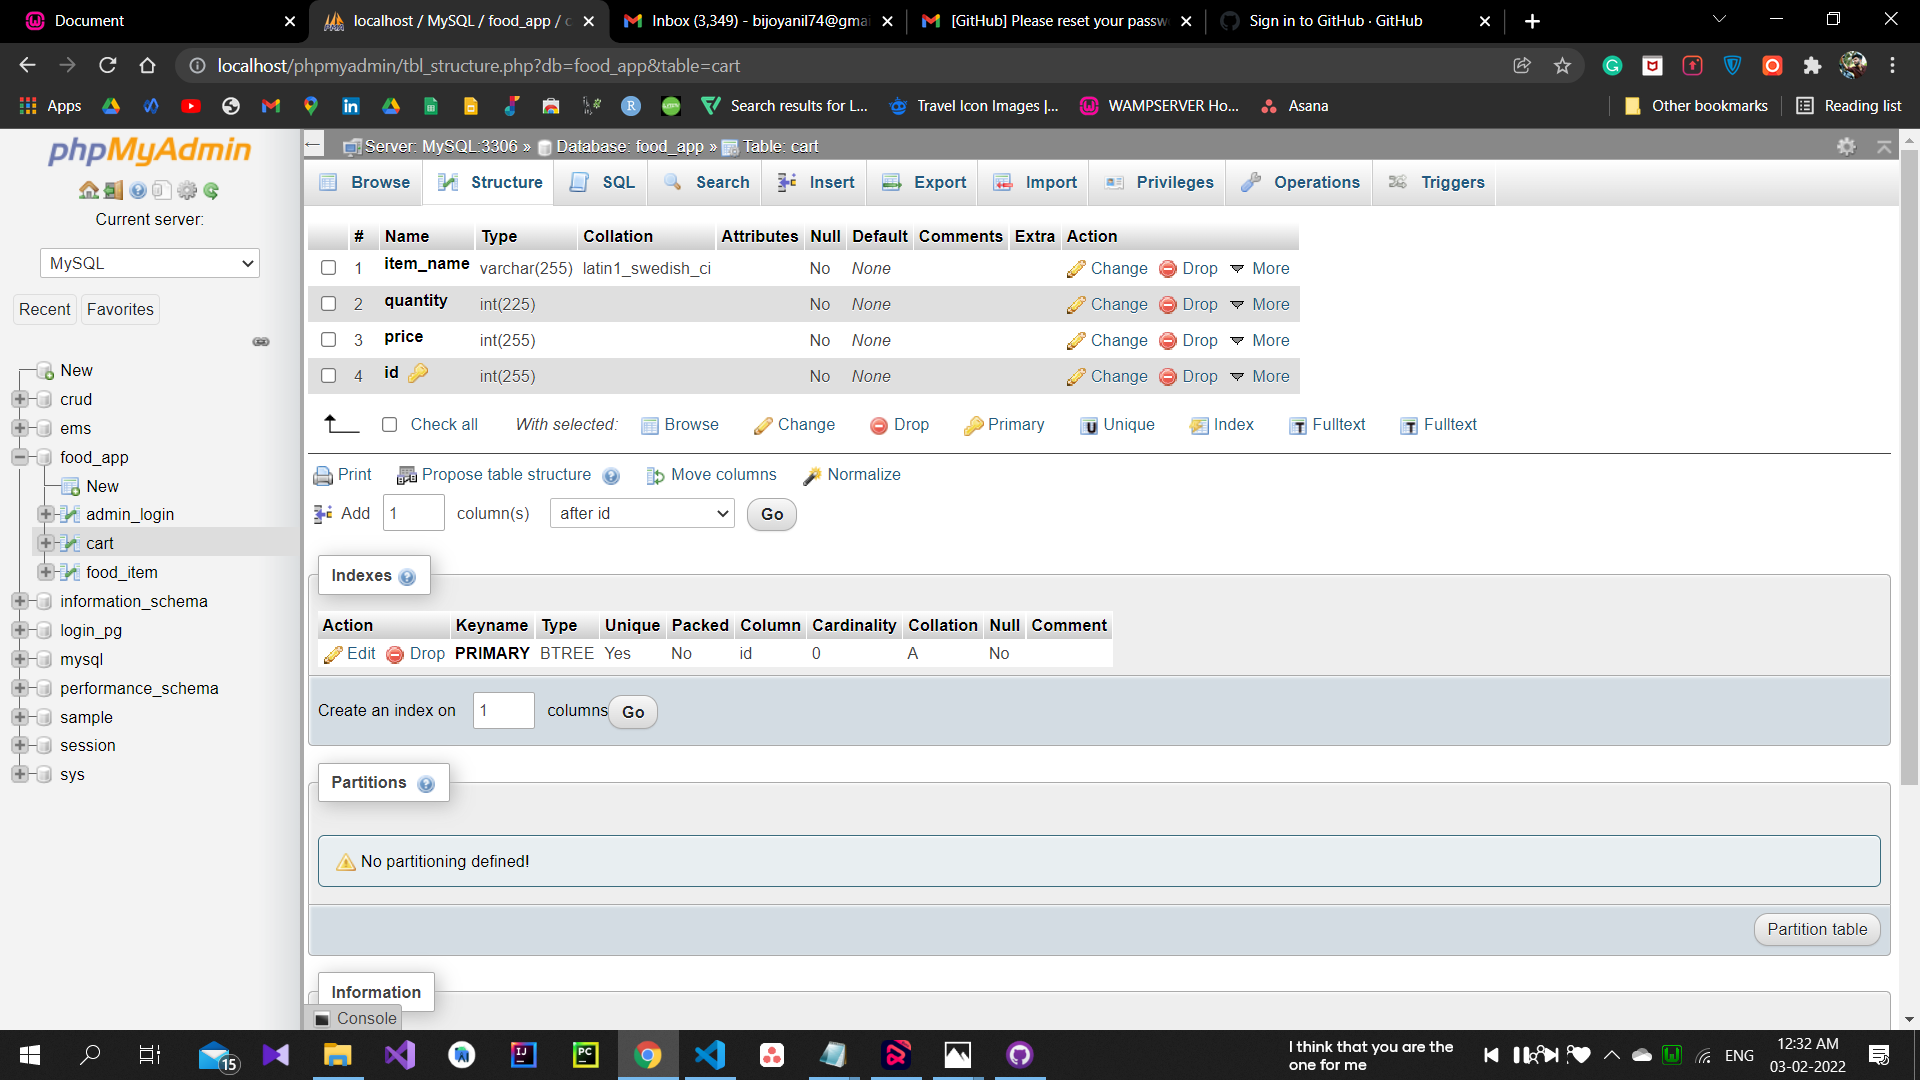 Document
localhost / MySQL / food_app / c
Inbox (3,349) - bijoyanil74@gmai
[GitHub] Please reset your passw
Sign in to GitHub · GitHub
localhost/phpmyadmin/tbl_structure.php?db=food_app&table=cart
Apps
Search results for L...
Travel Icon Images |...
WAMPSERVER Ho...
Asana
Other bookmarks
Reading list
phpMyAdmin
Current server:
MySQL
Recent
Favorites
New
crud
ems
food_app
New
admin_login
cart
food_item
information_schema
login_pg
mysql
performance_schema
sample
session
sys
Server: MySQL:3306 » Database: food_app » Table: cart
Browse Structure SQL Search Insert Export Import Privileges Operations Triggers
# Name Type Collation Attributes Null Default Comments Extra Action
1 item_name varchar(255) latin1_swedish_ci No None Change Drop More
2 quantity int(225) No None Change Drop More
3 price int(255) No None Change Drop More
4 id int(255) No None Change Drop More
Check all With selected: Browse Change Drop Primary Unique Index Fulltext Fulltext
Print Propose table structure Move columns Normalize
Add 1 column(s) after id Go
Indexes
Action Keyname Type Unique Packed Column Cardinality Collation Null Comment
Edit Drop PRIMARY BTREE Yes No id 0 A No
Create an index on 1 columns Go
Partitions
No partitioning defined!
Partition table
Information
Console
15
I think that you are the
one for me
ENG
12:32 AM
03-02-2022